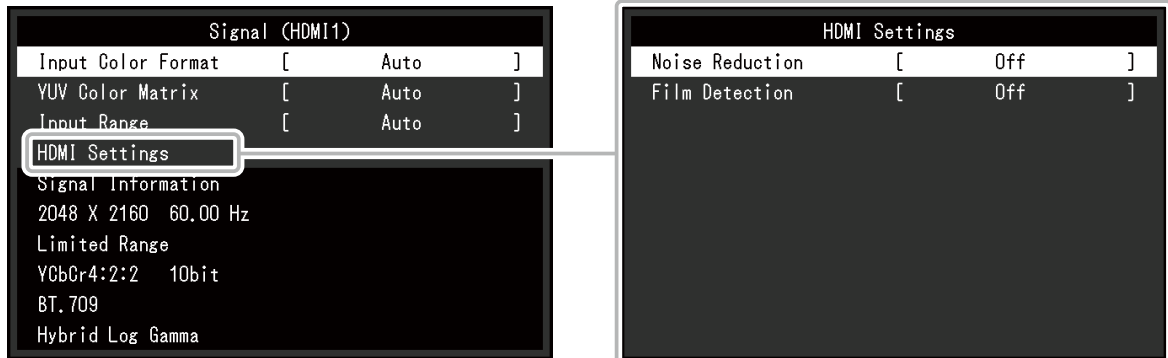 Signal (HDMI1)
Input Color Format [ Auto ]
YUV Color Matrix [ Auto ]
Input Range [ Auto ]
HDMI Settings
Signal Information
2048 X 2160 60.00 Hz
Limited Range
YCbCr4:2:2 10bit
BT.709
Hybrid Log Gamma
HDMI Settings
Noise Reduction [ Off ]
Film Detection [ Off ]